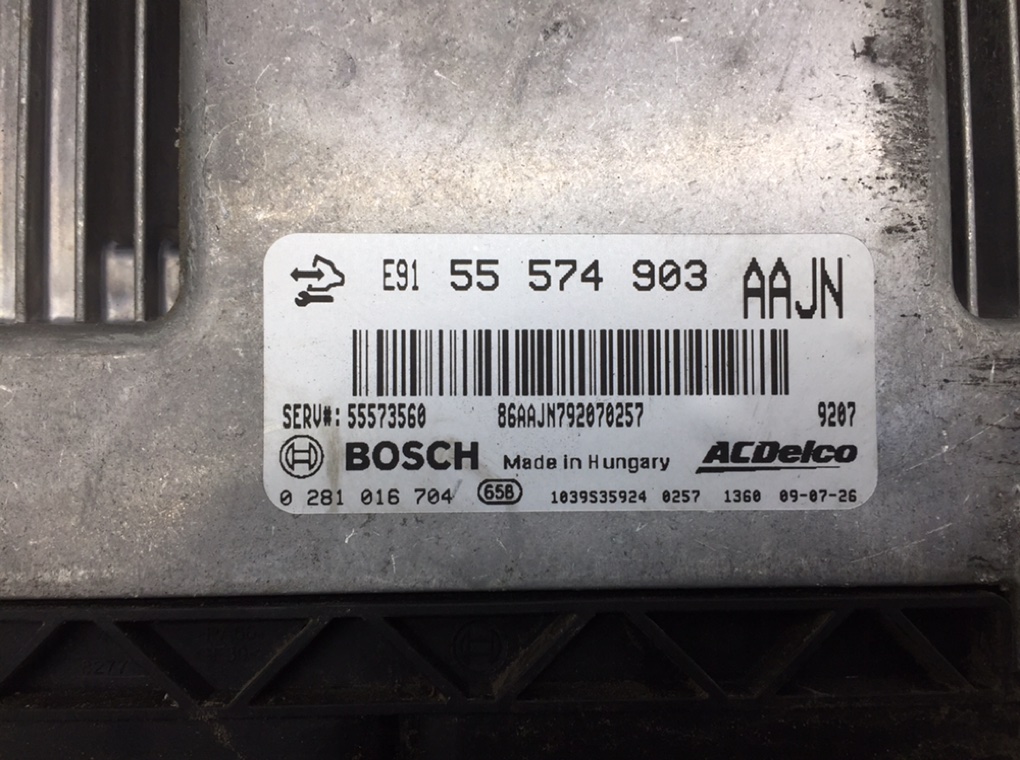 E91 55 574 903 AAJN
SERV#: 55573560 86AAJN792070257 9207
BOSCH Made in Hungary ACDelco
0 281 016 704 658 1039S35924 0257 1360 09-07-26